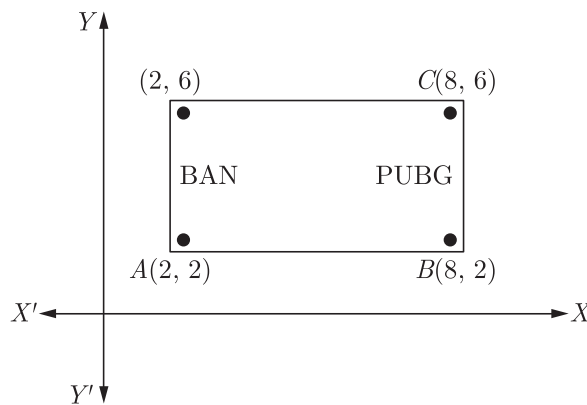 Y
(2, 6) C(8, 6)
BAN PUBG
A(2, 2) B(8, 2)
X′ X
Y′